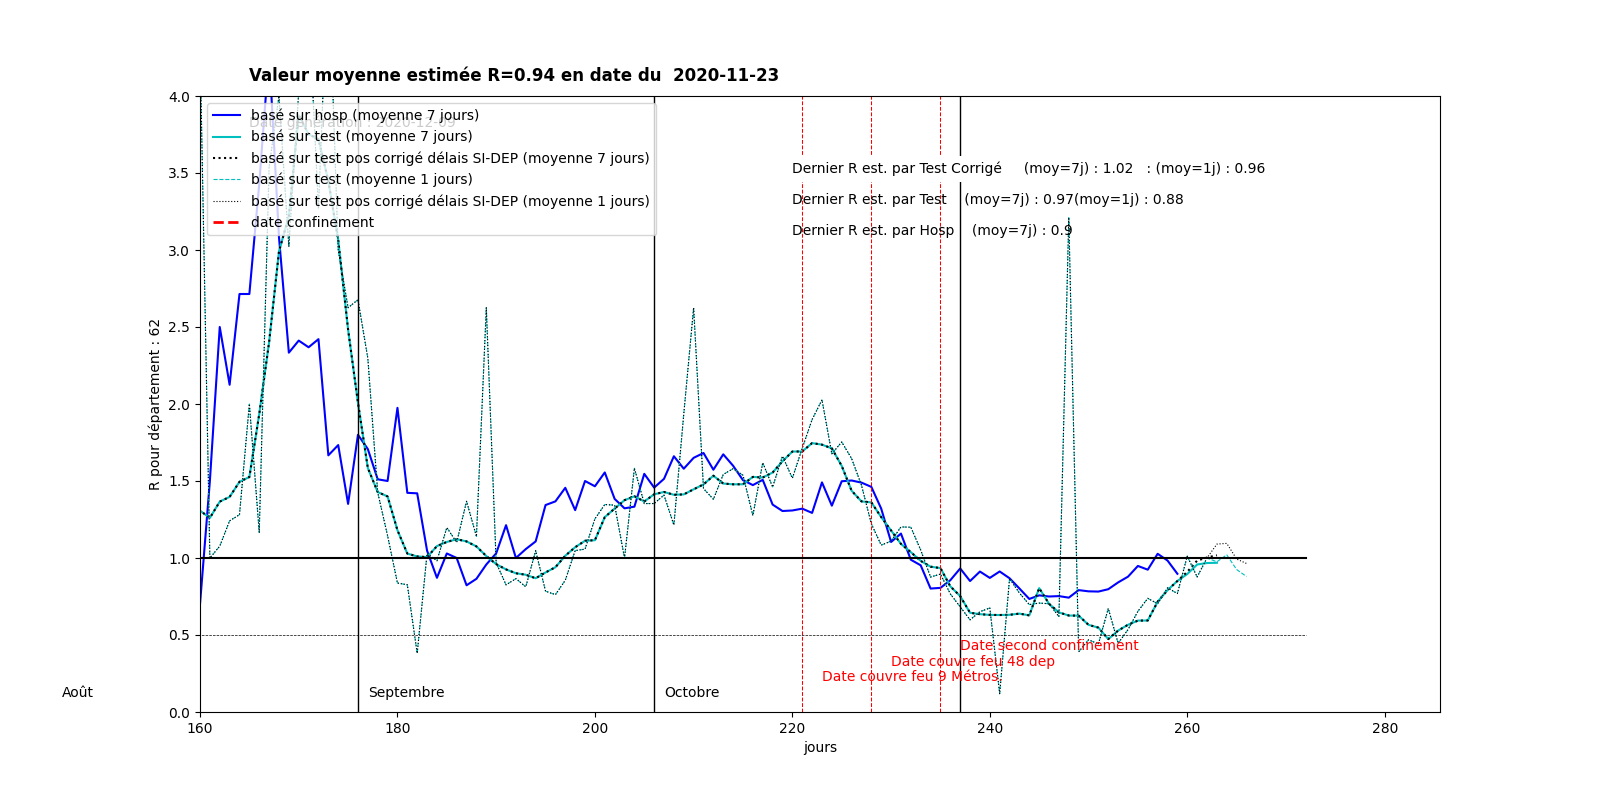 Valeur moyenne estimée R=0.94 en date du  2020-11-23
4.0
3.5
3.0
2.5
2.0
1.5
1.0
0.5
0.0
R pour département : 62
basé sur hosp (moyenne 7 jours)
basé sur test (moyenne 7 jours)
basé sur test pos corrigé délais SI-DEP (moyenne 7 jours)
basé sur test (moyenne 1 jours)
basé sur test pos corrigé délais SI-DEP (moyenne 1 jours)
date confinement
Dernier R est. par Test Corrigé     (moy=7j) : 1.02   : (moy=1j) : 0.96
Dernier R est. par Test    (moy=7j) : 0.97(moy=1j) : 0.88
Dernier R est. par Hosp    (moy=7j) : 0.9
Date second confinement
Date couvre feu 48 dep
Date couvre feu 9 Métros
Août
Septembre
Octobre
160 180 200 220 240 260 280
jours